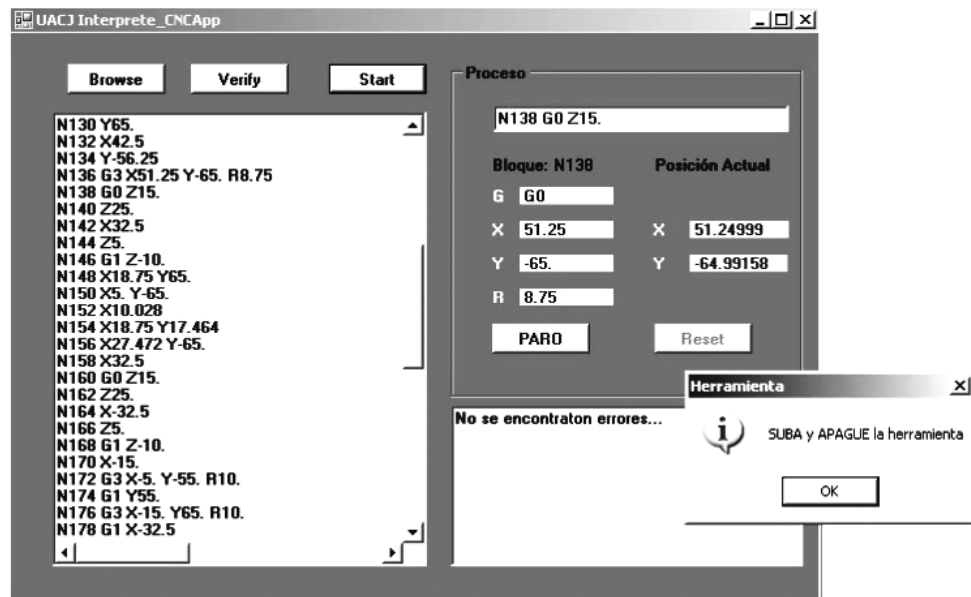 UACJ Interprete_CNCApp
Browse Verify Start
N130 Y65.
N132 X42.5
N134 Y-56.25
N136 G3 X51.25 Y-65. R8.75
N138 G0 Z15.
N140 Z25.
N142 X32.5
N144 Z5.
N146 G1 Z-10.
N148 X18.75 Y65.
N150 X5. Y-65.
N152 X10.028
N154 X18.75 Y17.464
N156 X27.472 Y-65.
N158 X32.5
N160 G0 Z15.
N162 Z25.
N164 X-32.5
N166 Z5.
N168 G1 Z-10.
N170 X-15.
N172 G3 X-5. Y-55. R10.
N174 G1 Y55.
N176 G3 X-15. Y65. R10.
N178 G1 X-32.5
Proceso
N138 G0 Z15.
Bloque: N138 Posición Actual
G G0
X 51.25 X 51.24999
Y -65. Y -64.99158
R 8.75
PARO Reset
No se encontraton errores...
Herramienta
SUBA y APAGUE la herramienta
OK